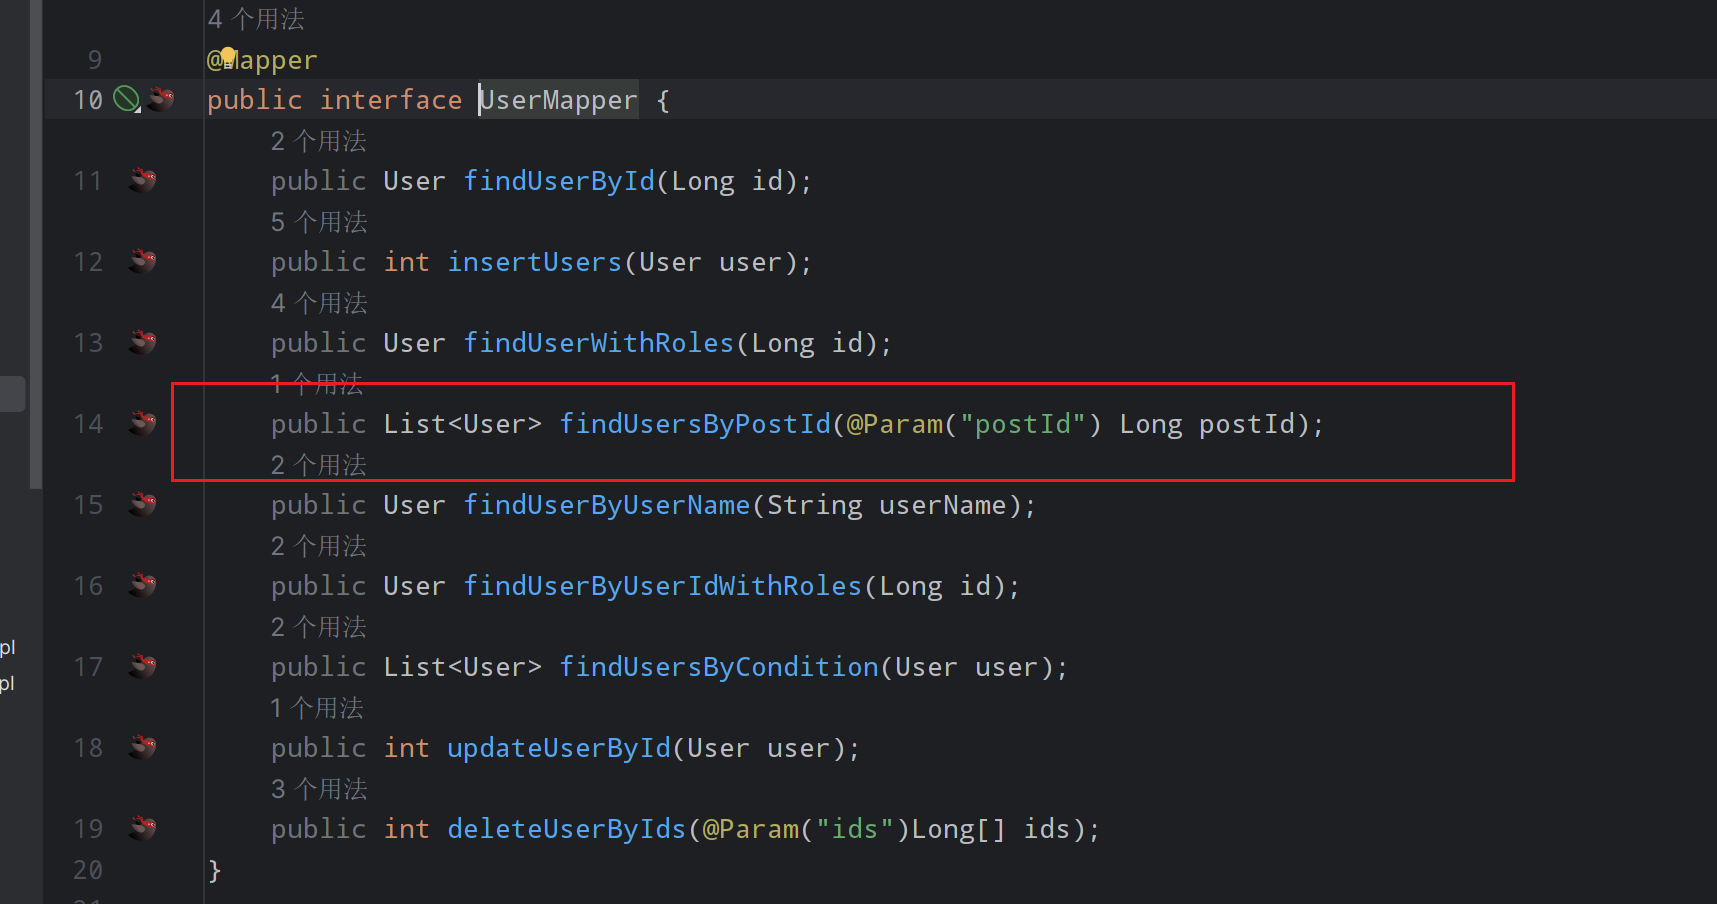 4 个用法
9 @Mapper
10 public interface UserMapper {
2 个用法
11 public User findUserById(Long id);
5 个用法
12 public int insertUsers(User user);
4 个用法
13 public User findUserWithRoles(Long id);
1 个用法
14 public List<User> findUsersByPostId(@Param("postId") Long postId);
2 个用法
15 public User findUserByUserName(String userName);
2 个用法
16 public User findUserByUserIdWithRoles(Long id);
pl
2 个用法
17 public List<User> findUsersByCondition(User user);
pl
1 个用法
18 public int updateUserById(User user);
3 个用法
19 public int deleteUserByIds(@Param("ids")Long[] ids);
20 }